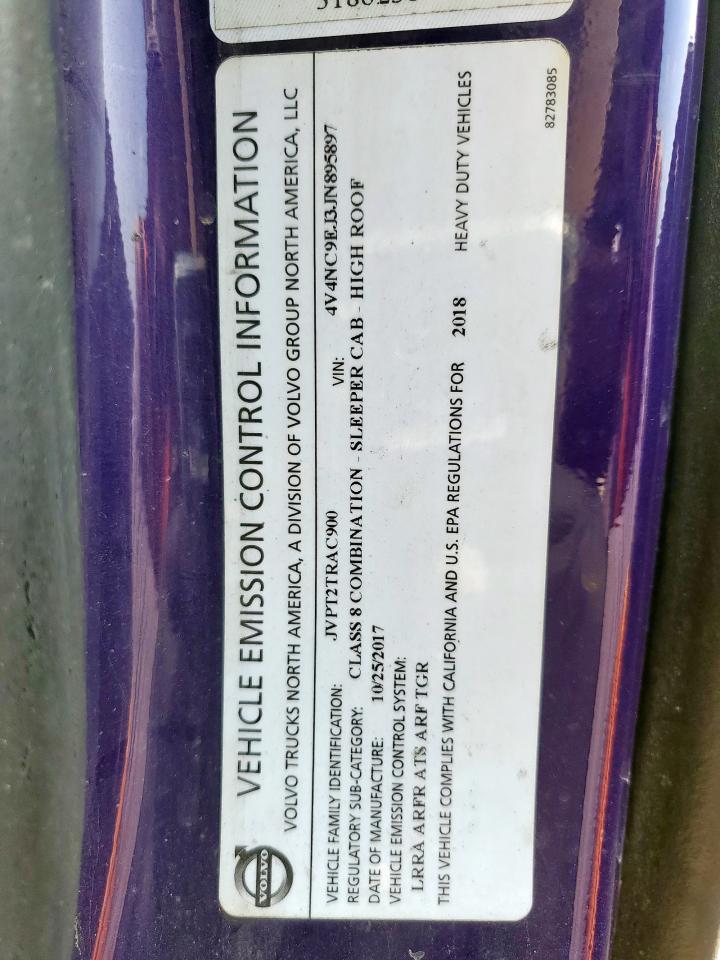 VOLVO
VEHICLE EMISSION CONTROL INFORMATION
VOLVO TRUCKS NORTH AMERICA, A DIVISION OF VOLVO GROUP NORTH AMERICA, LLC
VEHICLE FAMILY IDENTIFICATION: JVPT2TRAC900 VIN: 4V4NC9EJ3JN895897
REGULATORY SUB-CATEGORY: CLASS 8 COMBINATION - SLEEPER CAB - HIGH ROOF
DATE OF MANUFACTURE: 10/25/2017
VEHICLE EMISSION CONTROL SYSTEM:
LRRA ARFR ATS ARF TGR
THIS VEHICLE COMPLIES WITH CALIFORNIA AND U.S. EPA REGULATIONS FOR 2018 HEAVY DUTY VEHICLES
82783085